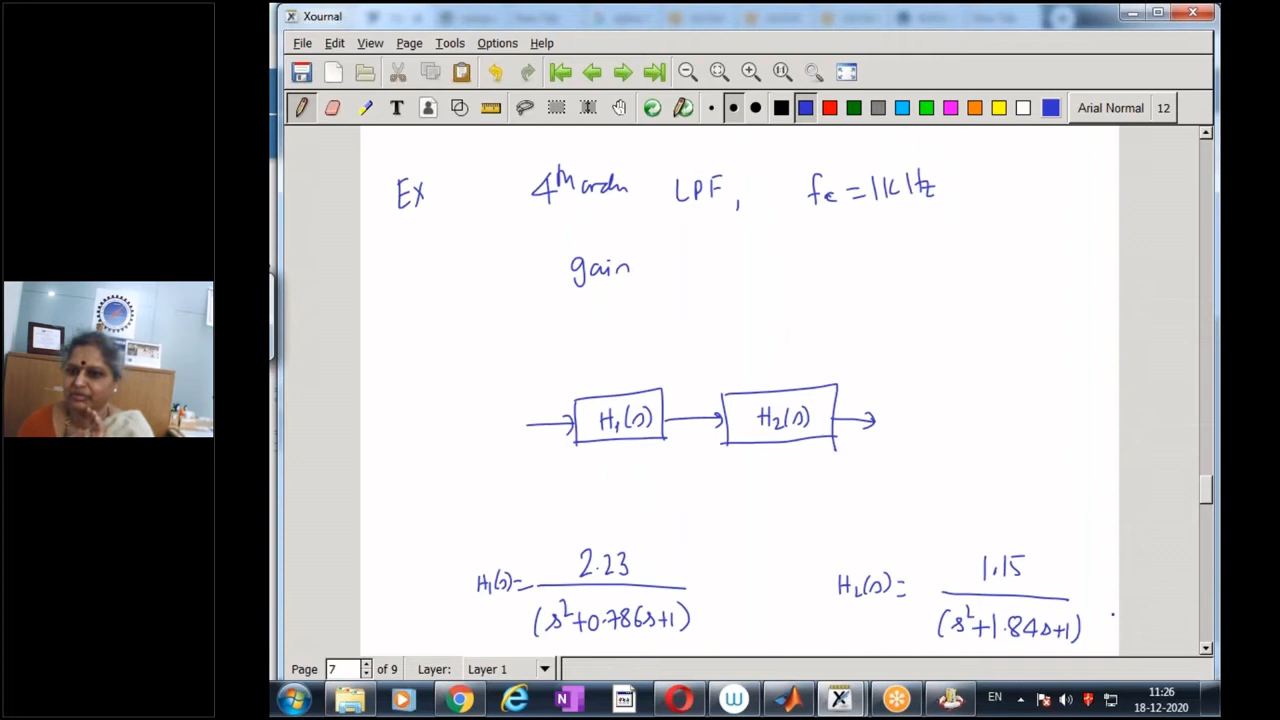 Xournal
File Edit View Page Tools Options Help
Arial Normal 12
Ex 4th order LPF, fc = 1KHz
gain
H1(s) H2(s)
H1(s) = 2.23 / (s²+0.786s+1)
H2(s) = 1.15 / (s²+1.84s+1)
Page 7 of 9 Layer: Layer 1
EN 11:26
18-12-2020